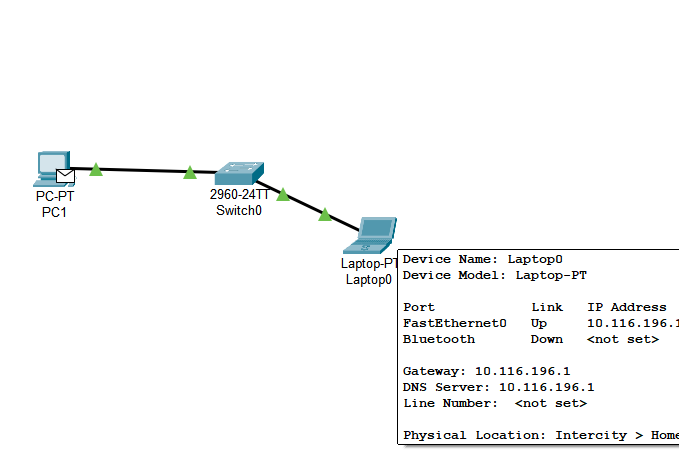 PC-PT
PC1
2960-24TT
Switch0
Laptop-PT
Laptop0
Device Name: Laptop0
Device Model: Laptop-PT
Port Link IP Address
FastEthernet0 Up 10.116.196.1
Bluetooth Down <not set>
Gateway: 10.116.196.1
DNS Server: 10.116.196.1
Line Number: <not set>
Physical Location: Intercity > Home